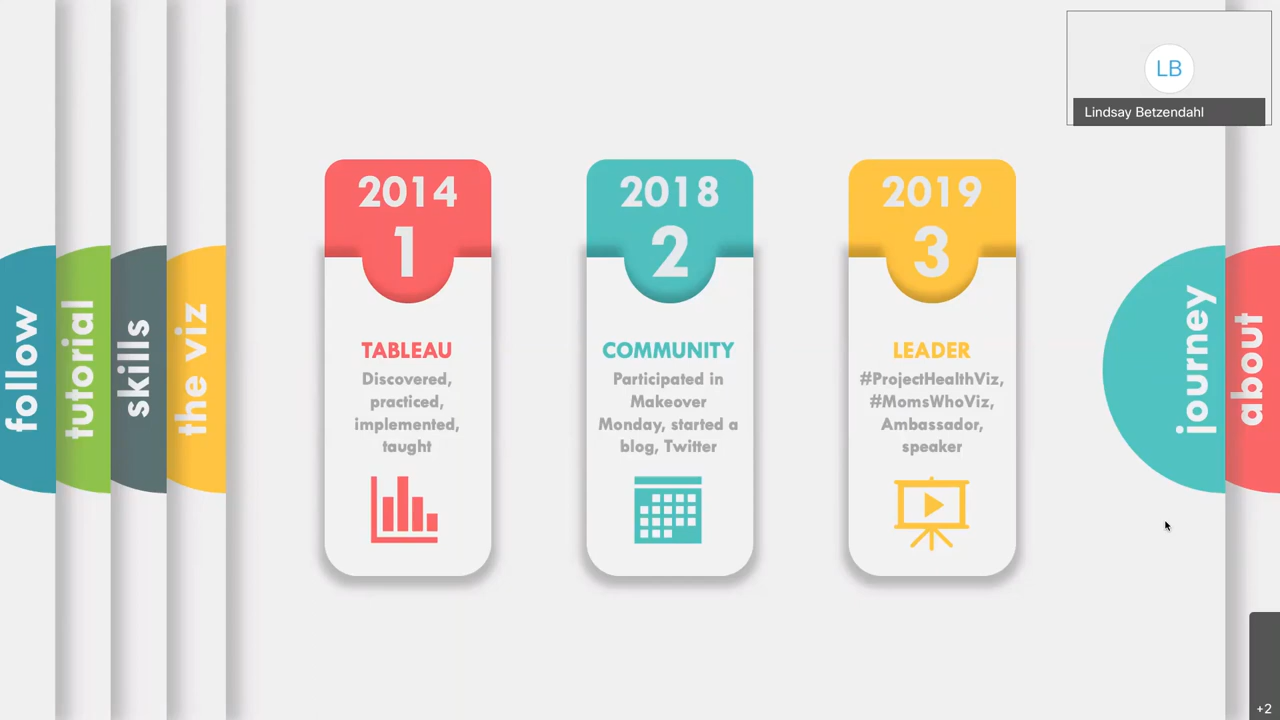 LB
Lindsay Betzendahl
follow
tutorial
skills
the viz
2014
1
TABLEAU
Discovered,
practiced,
implemented,
taught
2018
2
COMMUNITY
Participated in
Makeover
Monday, started a
blog, Twitter
2019
3
LEADER
#ProjectHealthViz,
#MomsWhoViz,
Ambassador,
speaker
journey
about
+2